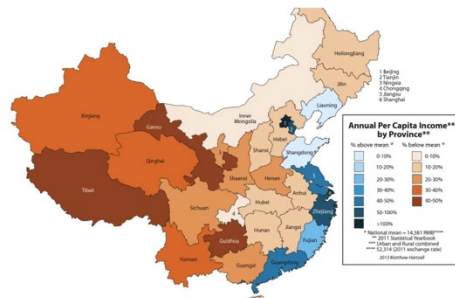 Heilongjiang
Jilin
1 Beijing
2 Tianjin
3 Ningxia
4 Chongqing
5 Jiangsu
6 Shanghai
Liaoning
Inner
Mongolia
Xinjiang
Gansu
Hebei
Shanxi
Shangdong
Qinghai
Shaanxi
Henan
Tibet
Anhui
Hubei
Sichuan
Zhejiang
Hunan
Jiangxi
Guizhou
Fujian
Yunnan
Guangxi
Guangdong
Annual Per Capita Income**
by Province**
% above mean *
% below mean *
0-10%
0-10%
10-20%
10-20%
20-30%
20-30%
30-40%
30-40%
40-50%
40-50%
50-100%
>100%
* National mean = 14,581 RMB****
** 2011 Statistical Yearbook
*** Urban and Rural combined
**** $2,314 (2011 exchange rate)
2013 Matthew Hartzell